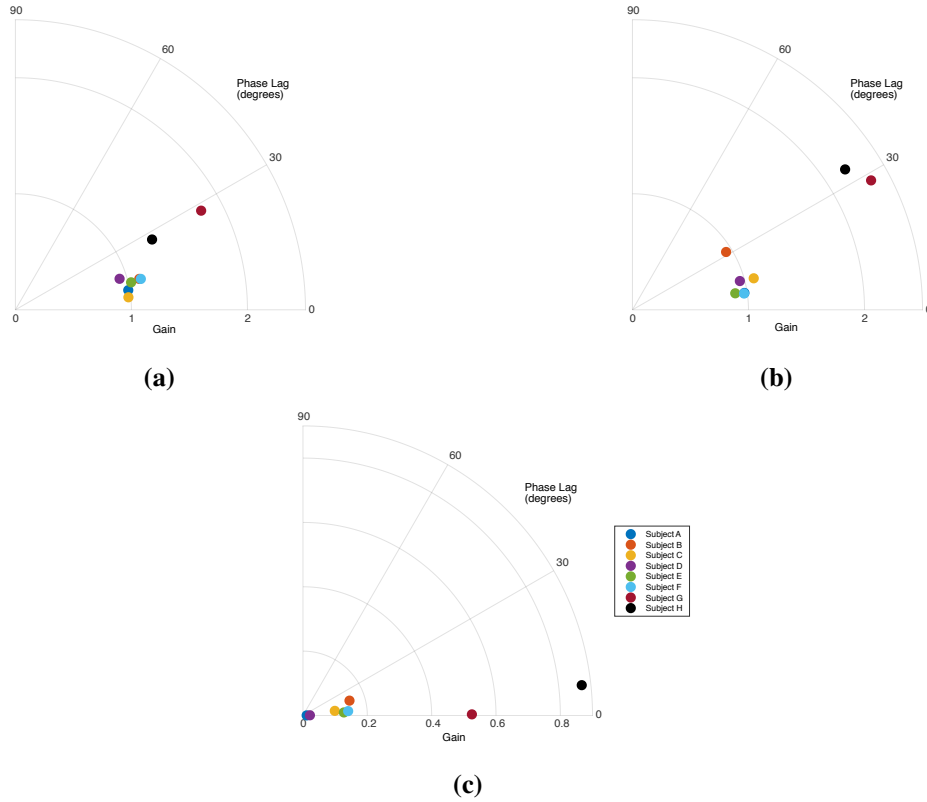 90
60
Phase Lag
(degrees)
30
0
0
1
2
Gain
(a)
90
60
Phase Lag
(degrees)
30
0
0
1
2
Gain
(b)
90
60
Phase Lag
(degrees)
30
0
0
0.2
0.4
0.6
0.8
Gain
Subject A
Subject B
Subject C
Subject D
Subject E
Subject F
Subject G
Subject H
(c)